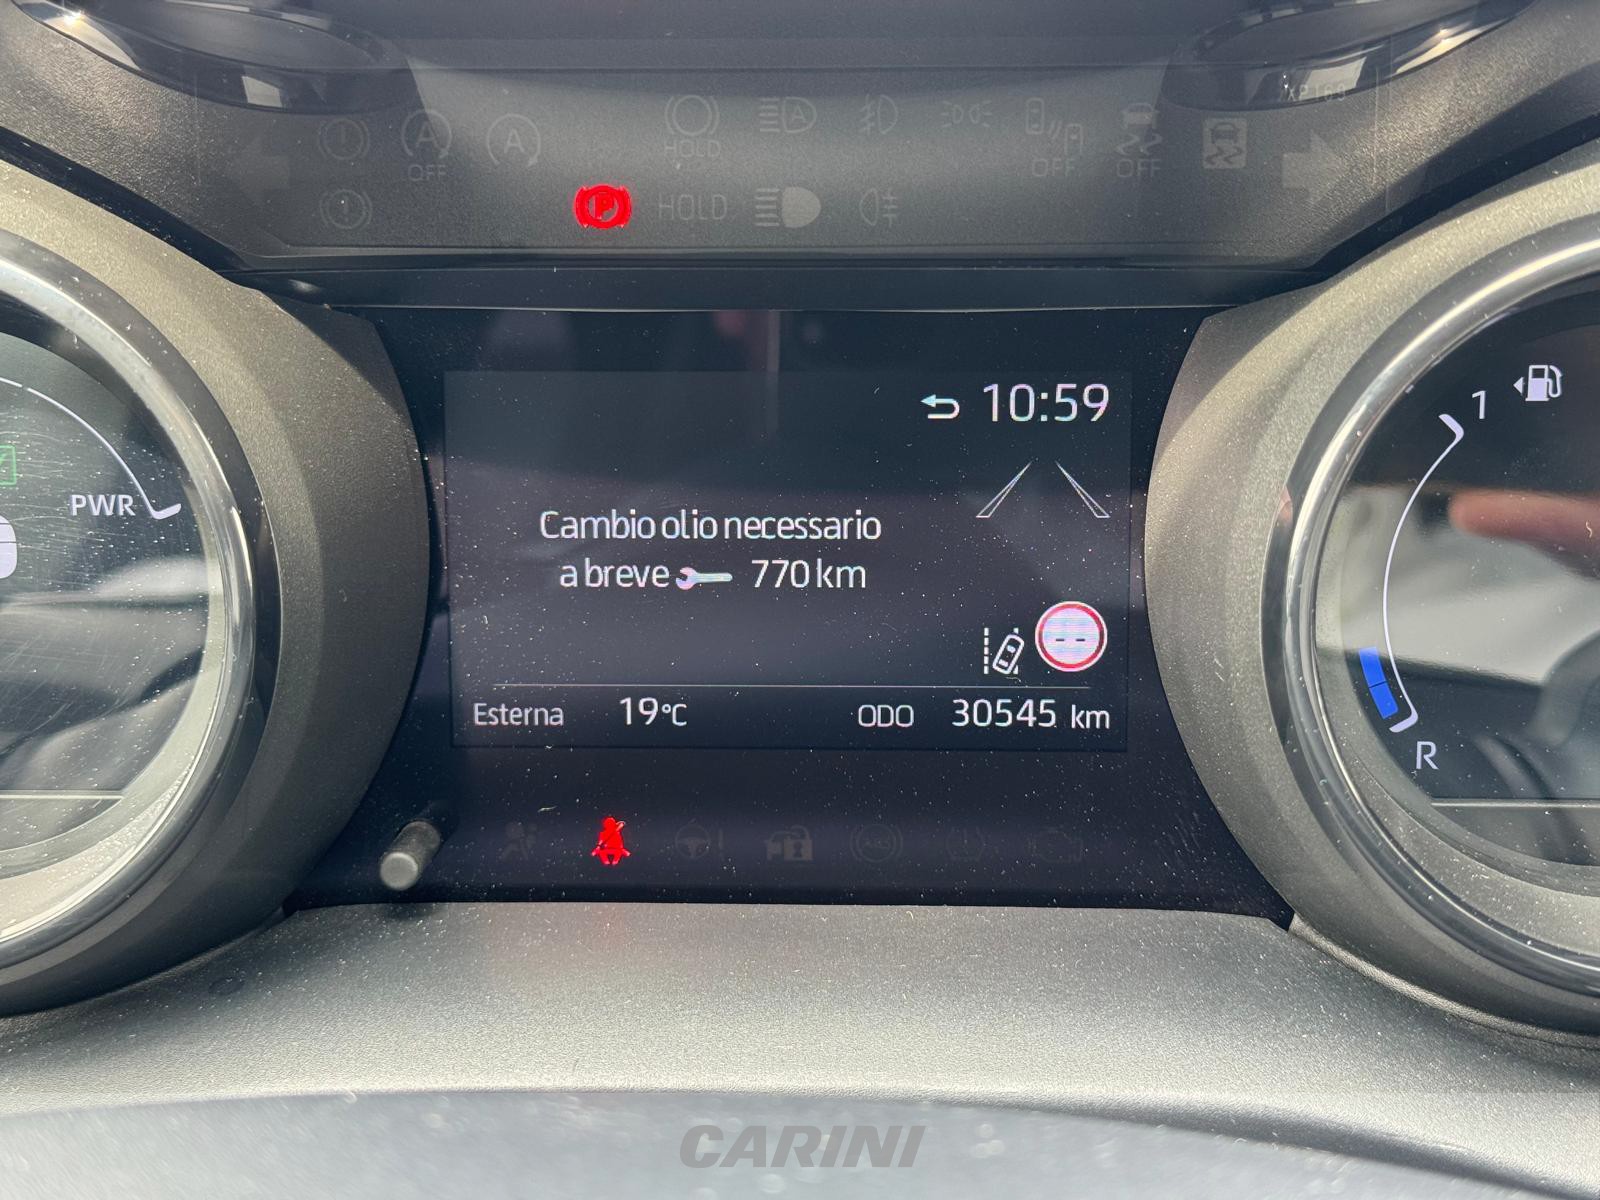 OFF
HOLD
OFF
OFF
P
HOLD
10:59
1
PWR
Cambio olio necessario
a breve 770 km
--
Esterna 19°C ODO 30545 km
R
CARINI